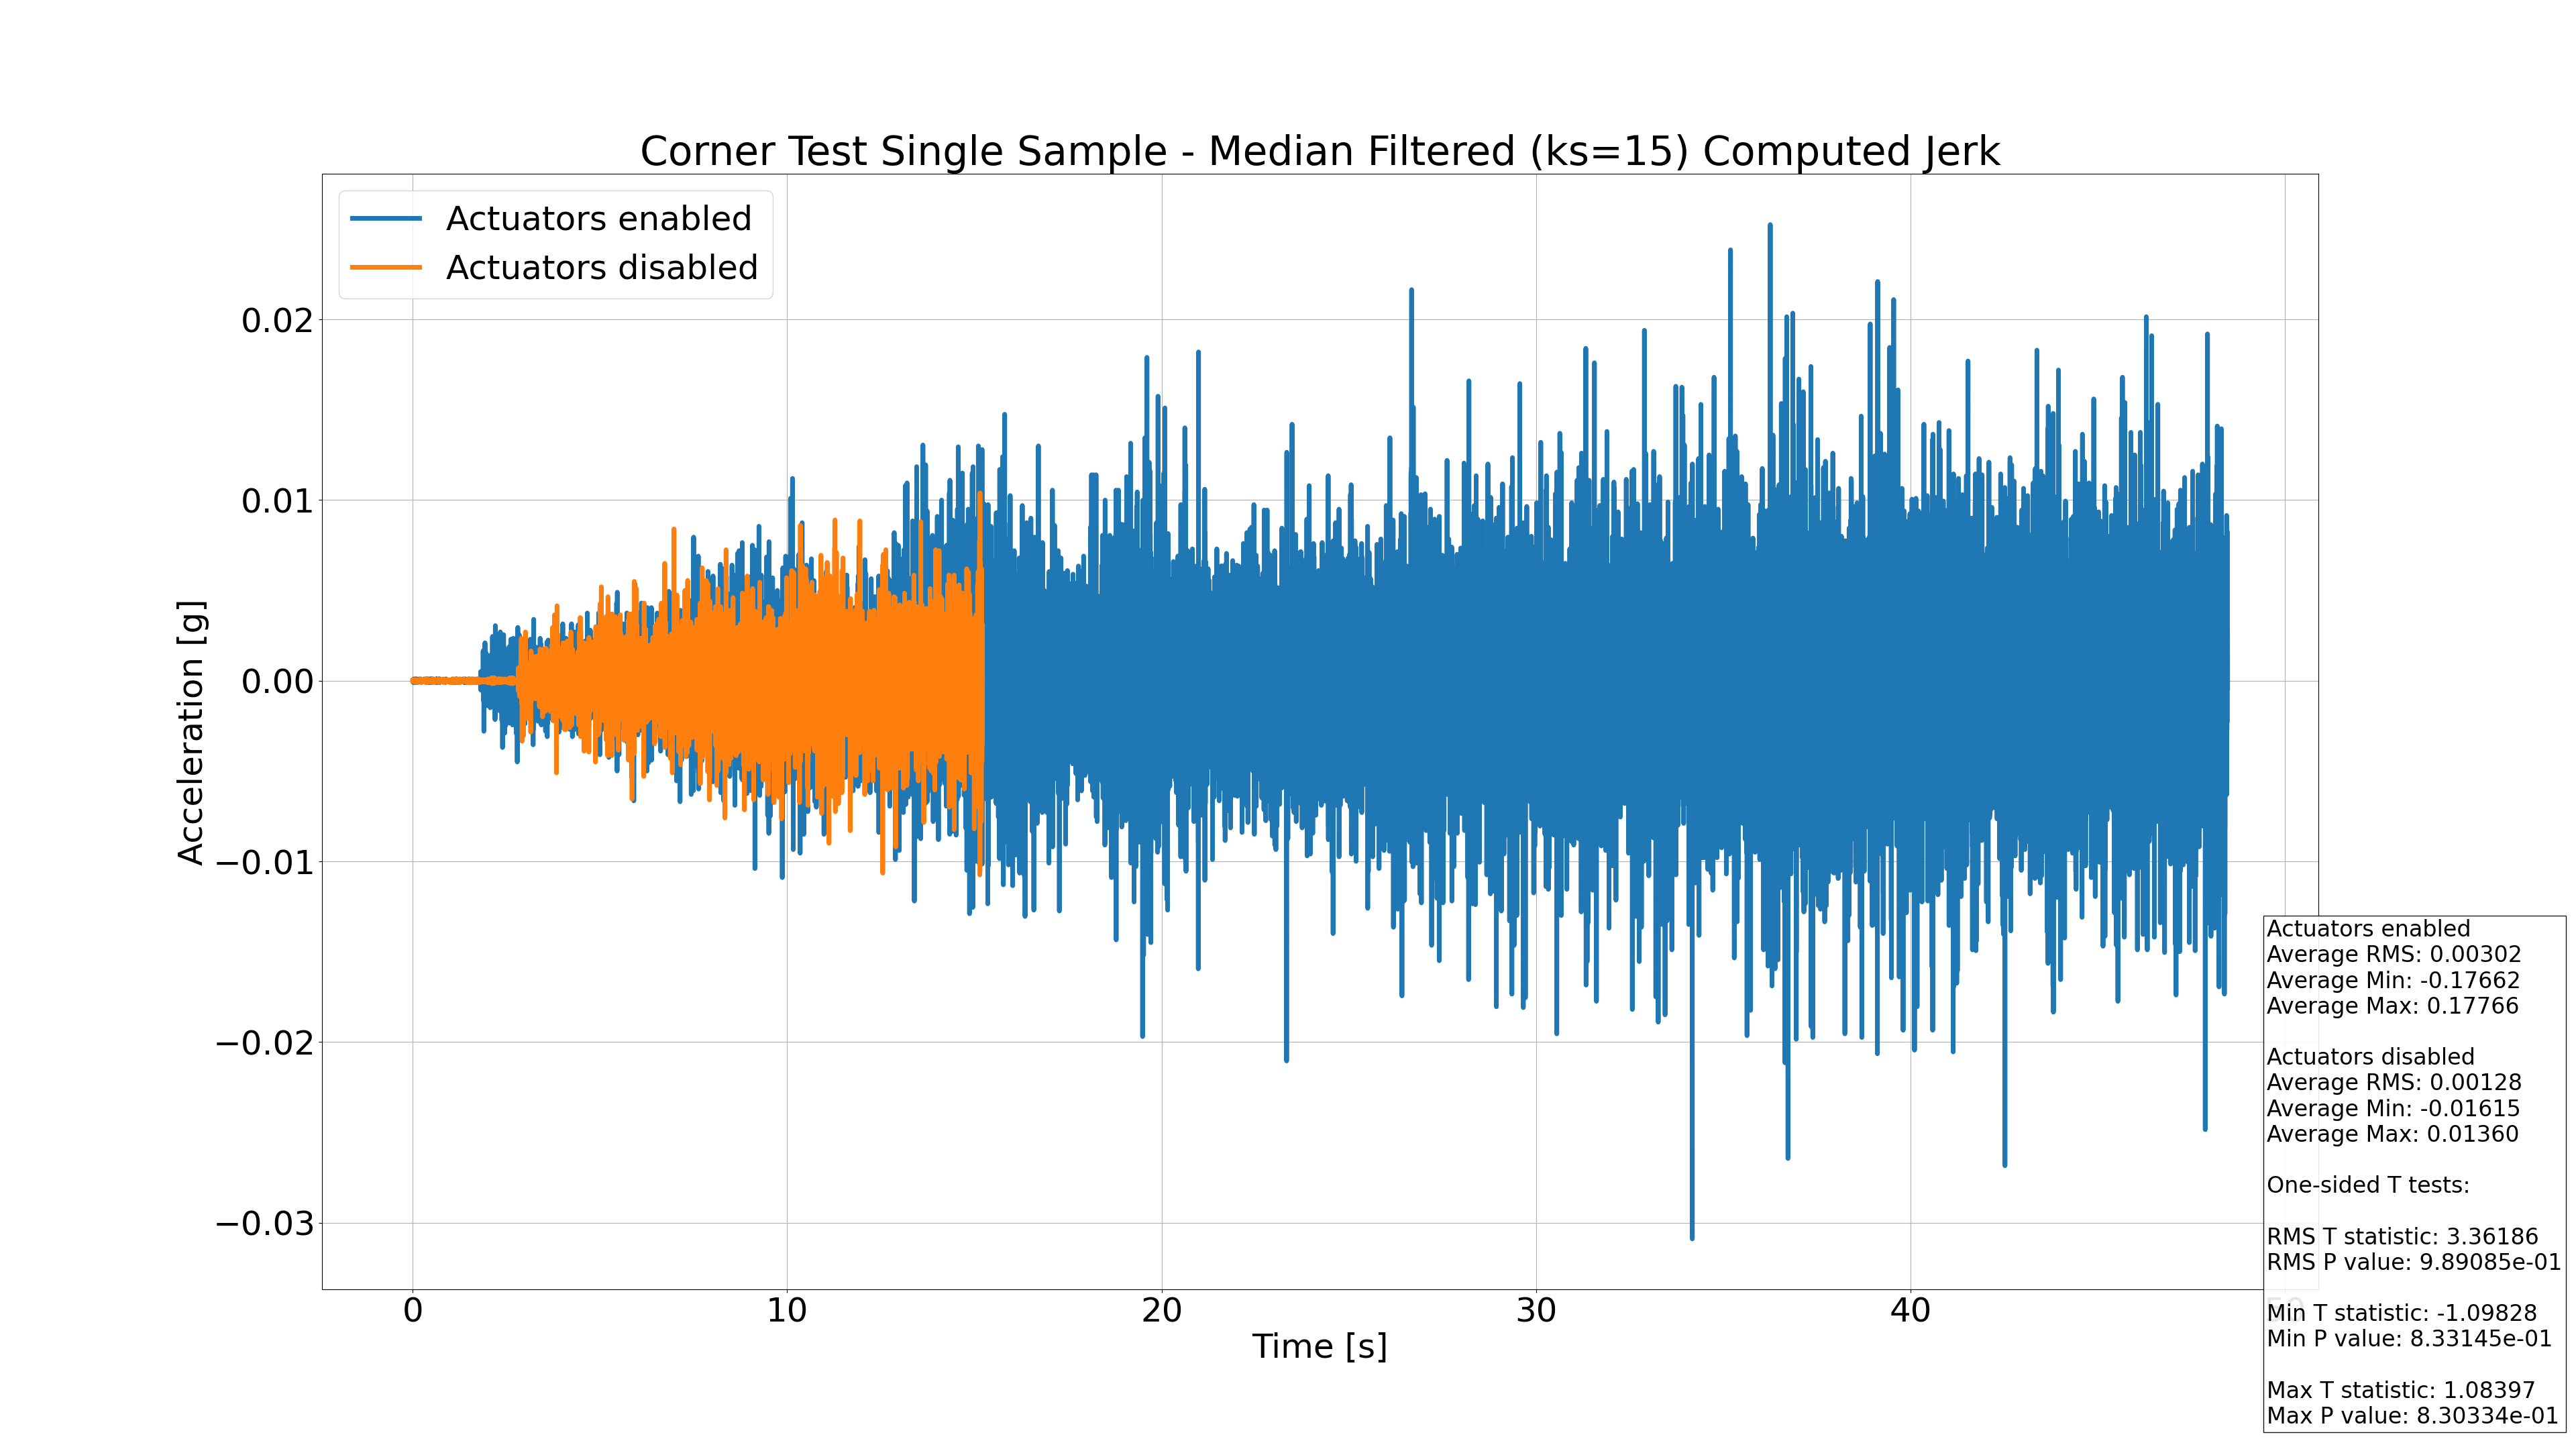 Corner Test Single Sample - Median Filtered (ks=15) Computed Jerk
Actuators enabled
Actuators disabled
Acceleration [g]
0.02
0.01
0.00
−0.01
−0.02
−0.03
0
10
20
30
40
50
Time [s]
Actuators enabled
Average RMS: 0.00302
Average Min: -0.17662
Average Max: 0.17766
Actuators disabled
Average RMS: 0.00128
Average Min: -0.01615
Average Max: 0.01360
One-sided T tests:
RMS T statistic: 3.36186
RMS P value: 9.89085e-01
Min T statistic: -1.09828
Min P value: 8.33145e-01
Max T statistic: 1.08397
Max P value: 8.30334e-01